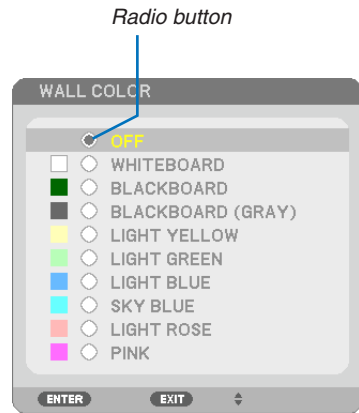 Radio button
WALL COLOR
OFF
WHITEBOARD
BLACKBOARD
BLACKBOARD (GRAY)
LIGHT YELLOW
LIGHT GREEN
LIGHT BLUE
SKY BLUE
LIGHT ROSE
PINK
ENTER EXIT